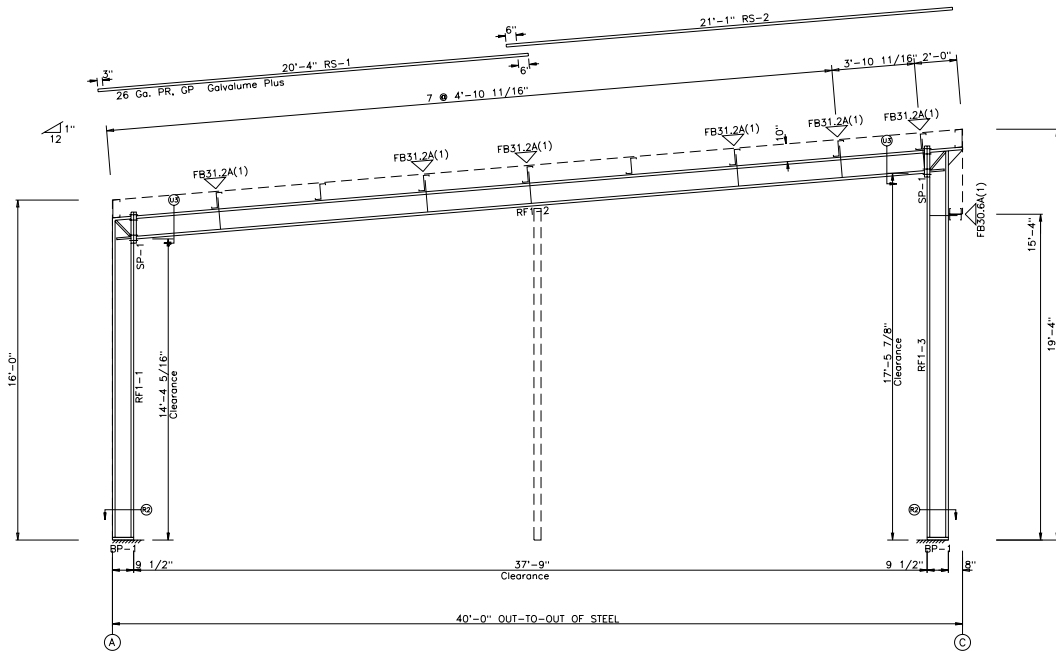 21'-1" RS-2
6"
3"
20'-4" RS-1
6"
26 Ga. PR, GP Galvalume Plus
3'-10 11/16"
2'-0"
7 @ 4'-10 11/16"
1"
12
FB31.2A(1)
FB31.2A(1)
FB31.2A(1)
FB31.2A(1)
FB31.2A(1)
FB31.2A(1)
10"
U3
U3
RF1-2
SP-1
SP-1
FB30.6A(1)
16'-0"
RF1-1
14'-4 5/16"
Clearance
17'-5 7/8"
Clearance
RF1-3
15'-4"
19'-4"
R2
R2
BP-1
BP-1
9 1/2"
37'-9"
Clearance
9 1/2"
8"
40'-0" OUT-TO-OUT OF STEEL
A
C